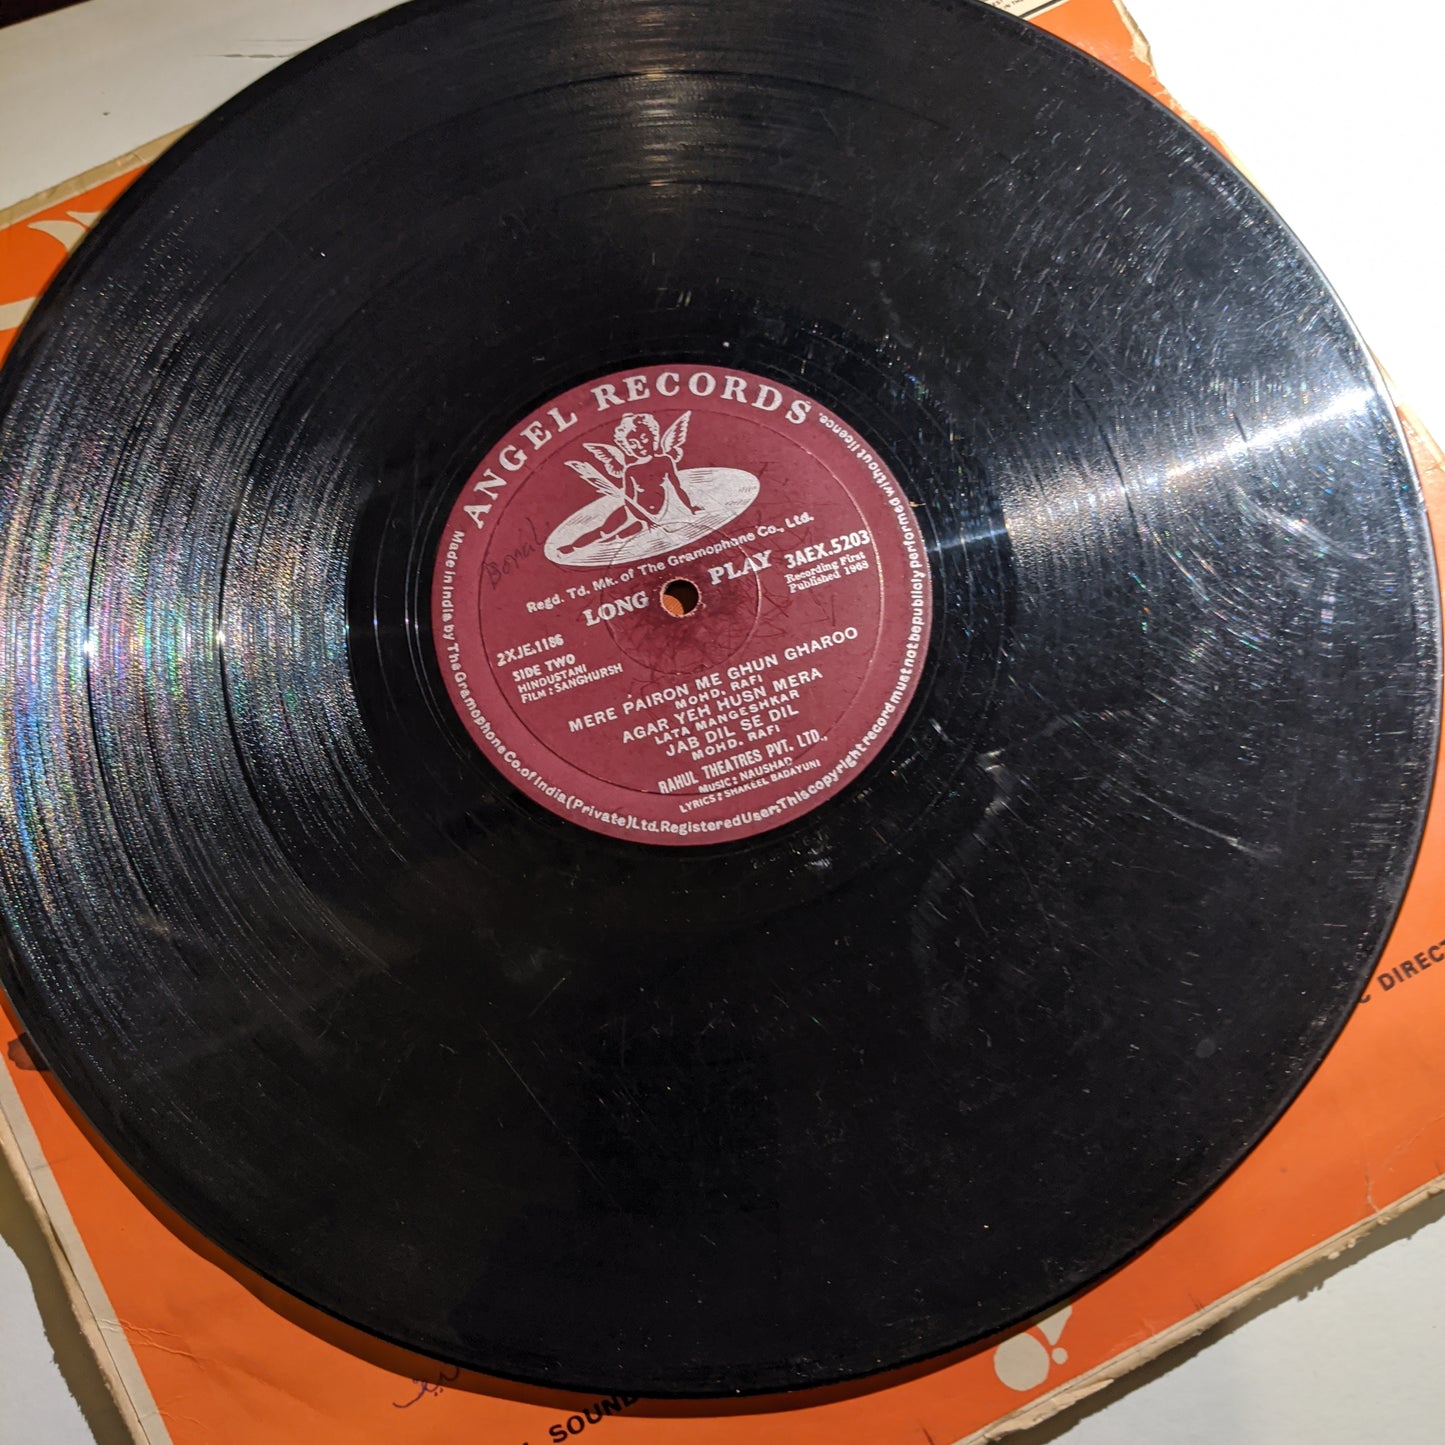 ANGEL RECORDS
Regd. Td. Mk. of The Gramophone Co., Ltd.
LONG PLAY
3AEX.5203
Recording First
Published 1968
2XJE.1186
SIDE TWO
HINDUSTANI
FILM : SANGHURSH
MERE PAIRON ME GHUN GHAROO
MOHD. RAFI
AGAR YEH HUSN MERA
LATA MANGESHKAR
JAB DIL SE DIL
MOHD. RAFI
RAHUL THEATRES PVT. LTD.,
MUSIC : NAUSHAD
LYRICS : SHAKEEL BADAYUNI
Made in India by The Gramophone Co. of India (Private) Ltd. Registered User: This copyright record must not be publicly performed without licence.
DIRECT
SOUN